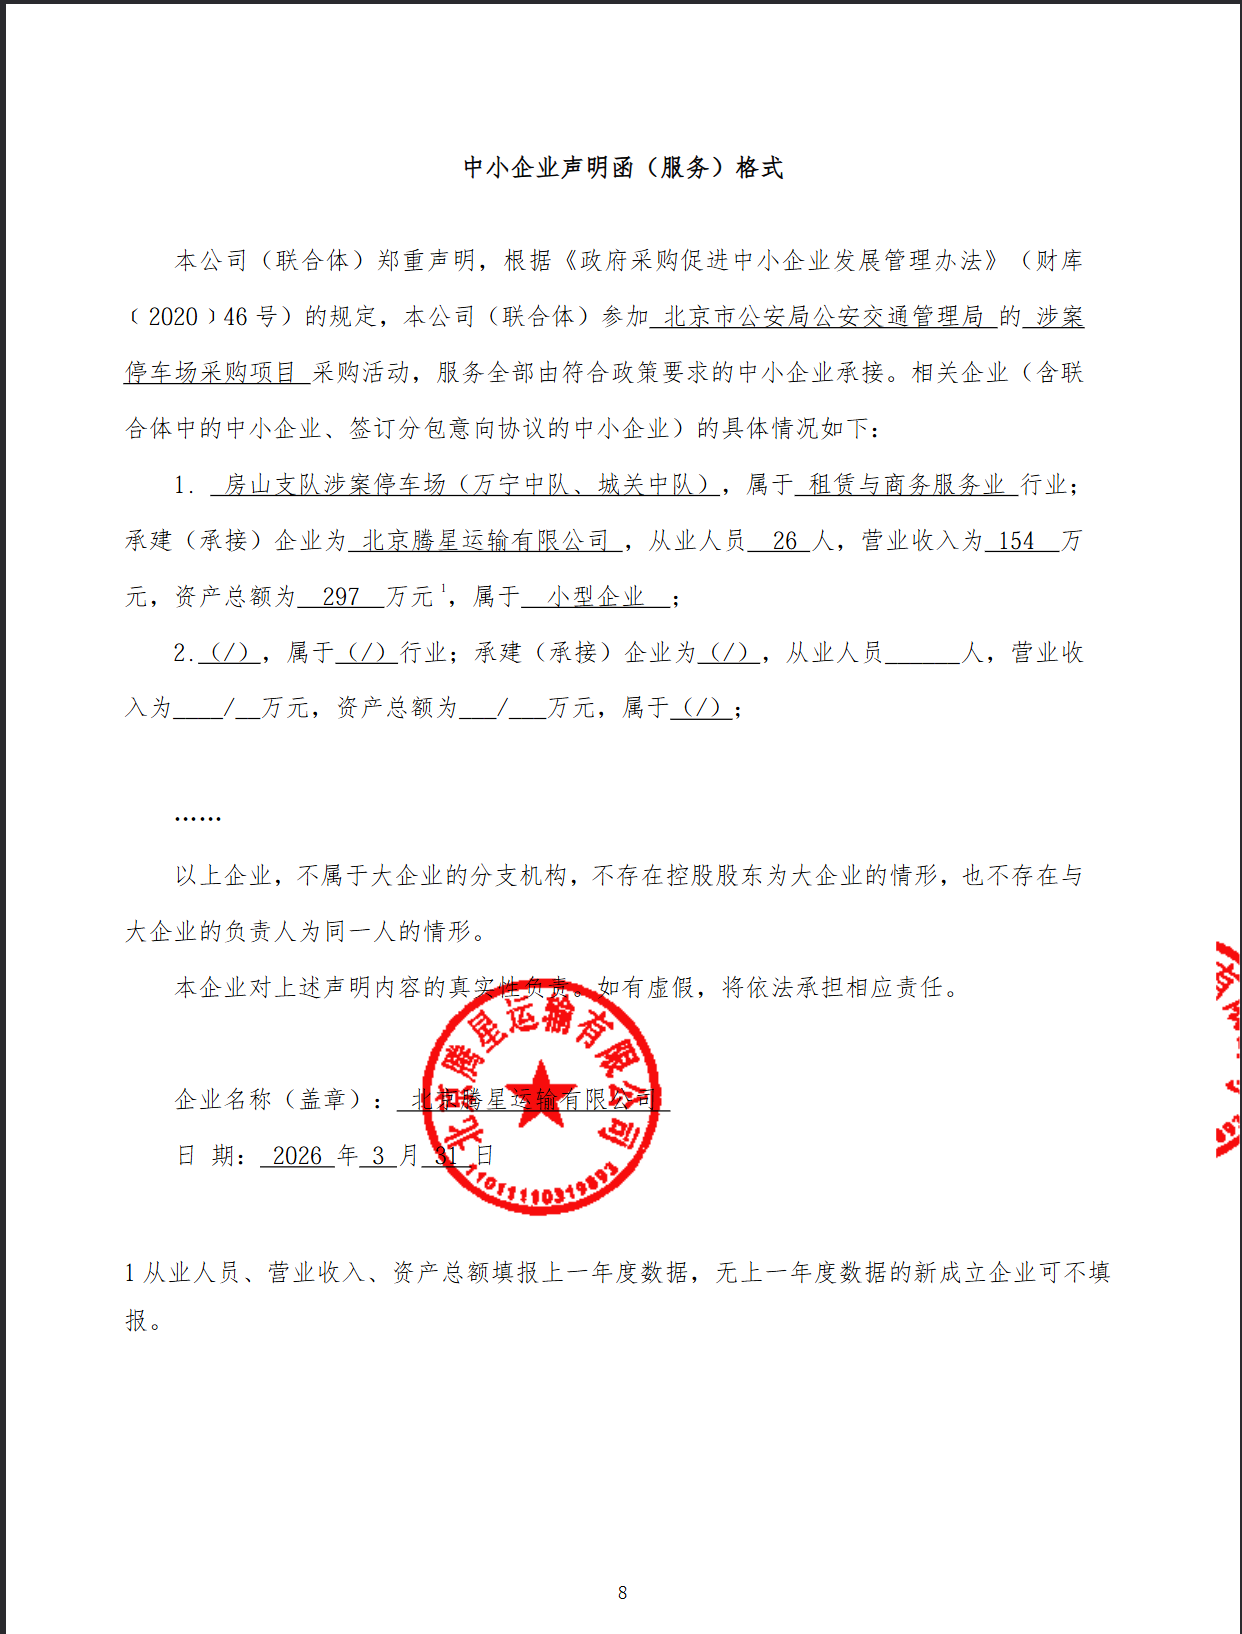 中小企业声明函（服务）格式
本公司（联合体）郑重声明，根据《政府采购促进中小企业发展管理办法》（财库
﹝2020﹞46 号）的规定，本公司（联合体）参加 北京市公安局公安交通管理局 的 涉案
停车场采购项目 采购活动，服务全部由符合政策要求的中小企业承接。相关企业（含联
合体中的中小企业、签订分包意向协议的中小企业）的具体情况如下：
1. 房山支队涉案停车场（万宁中队、城关中队），属于 租赁与商务服务业 行业；
承建（承接）企业为 北京腾星运输有限公司 ，从业人员 26 人，营业收入为 154 万
元，资产总额为 297 万元 1，属于 小型企业 ；
2.（/），属于（/）行业；承建（承接）企业为（/），从业人员______人，营业收
入为____/__万元，资产总额为___/___万元，属于（/）；
……
以上企业，不属于大企业的分支机构，不存在控股股东为大企业的情形，也不存在与
大企业的负责人为同一人的情形。
本企业对上述声明内容的真实性负责。如有虚假，将依法承担相应责任。
企业名称（盖章）： 北京腾星运输有限公司
日 期： 2026 年 3 月 31 日
北京腾星运输有限公司
11011110319893
1 从业人员、营业收入、资产总额填报上一年度数据，无上一年度数据的新成立企业可不填
报。
8